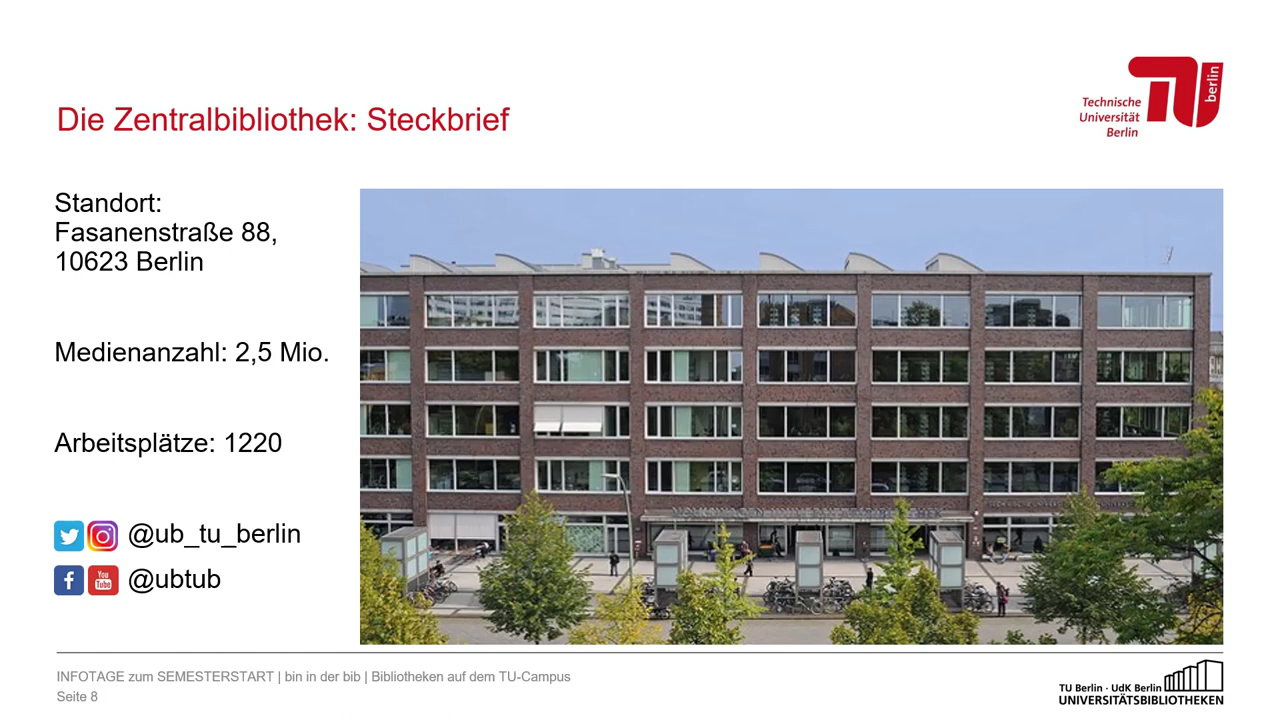 Die Zentralbibliothek: Steckbrief
Technische
Universität
Berlin
berlin
Standort:
Fasanenstraße 88,
10623 Berlin
Medienanzahl: 2,5 Mio.
Arbeitsplätze: 1220
@ub_tu_berlin
You
Tube
@ubtub
INFOTAGE zum SEMESTERSTART | bin in der bib | Bibliotheken auf dem TU-Campus
Seite 8
TU Berlin · UdK Berlin
UNIVERSITÄTSBIBLIOTHEKEN